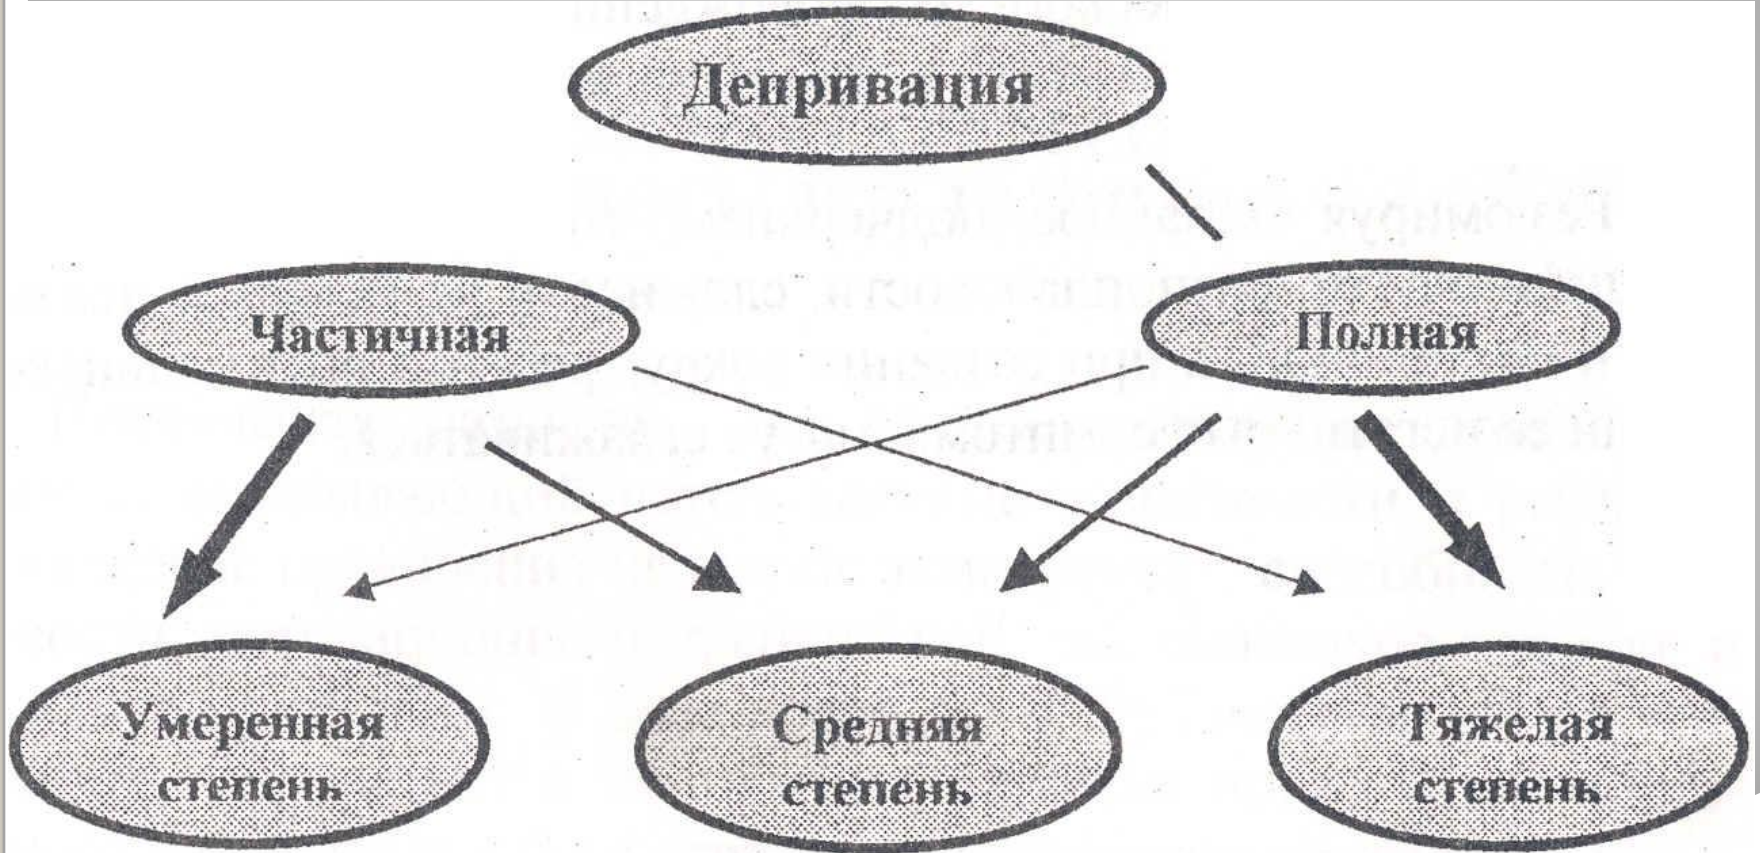 Депривация
Частичная
Полная
Умеренная
степень
Средняя
степень
Тяжелая
степень